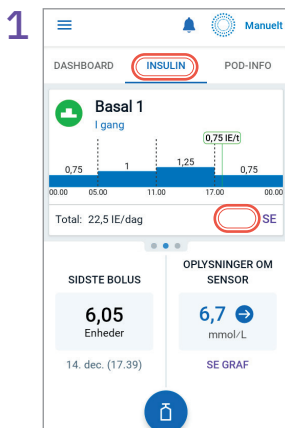 1
Manuelt
DASHBOARD INSULIN POD-INFO
Basal 1
I gang
0,75 IE/t
0,75 1 1,25 0,75
00.00 05.00 11.00 17.00 00.00
Total: 22,5 IE/dag SE
SIDSTE BOLUS
6,05
Enheder
14. dec. (17.39)
OPLYSNINGER OM
SENSOR
6,7
mmol/L
SE GRAF